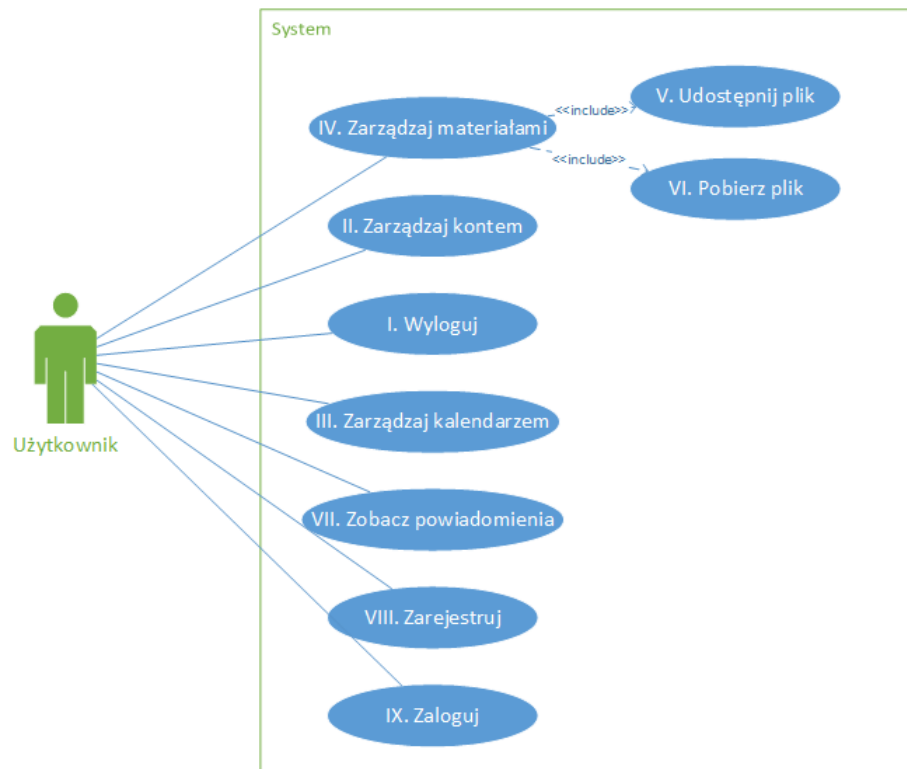 System
IV. Zarządzaj materiałami
<<include>>
V. Udostępnij plik
<<include>>
VI. Pobierz plik
II. Zarządzaj kontem
I. Wyloguj
III. Zarządzaj kalendarzem
Użytkownik
VII. Zobacz powiadomienia
VIII. Zarejestruj
IX. Zaloguj